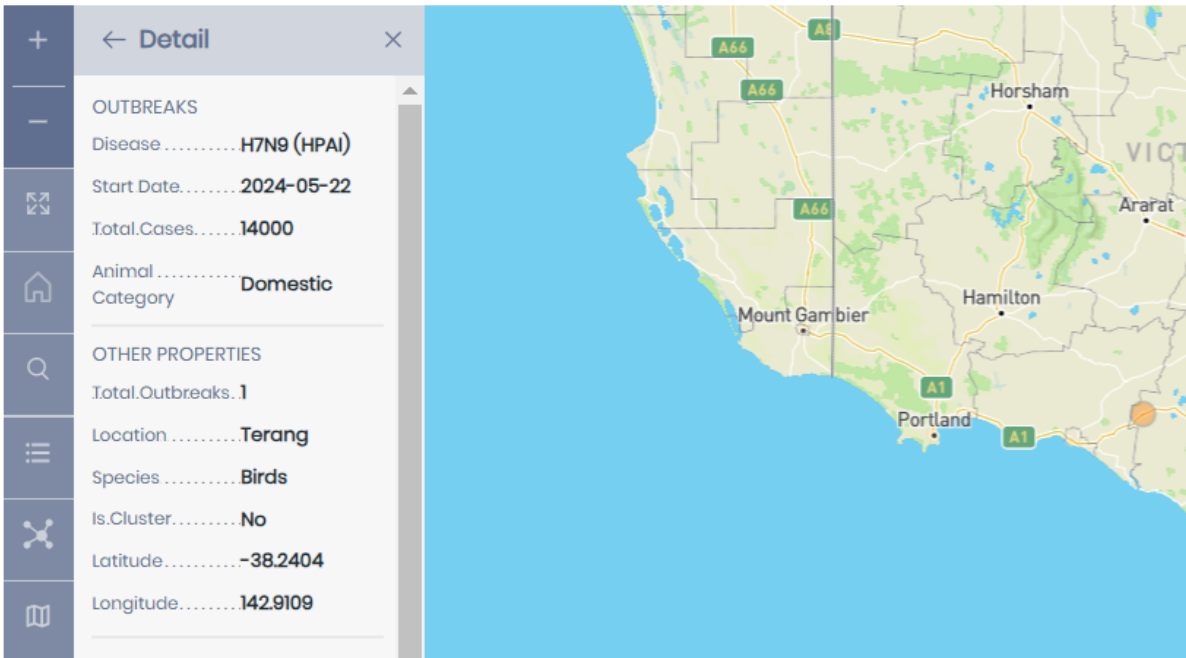 +
← Detail ×
−
OUTBREAKS
Disease .......... H7N9 (HPAI)
Start Date ........ 2024-05-22
Total Cases ...... 14000
Animal ............
Category Domestic
OTHER PROPERTIES
Total Outbreaks .. 1
Location .......... Terang
Species ........... Birds
Is Cluster ........ No
Latitude .......... -38.2404
Longitude ........ 142.9109
A8
A66
A66
Horsham
VICT
Ararat
A66
Hamilton
Mount Gambier
A1
Portland
A1